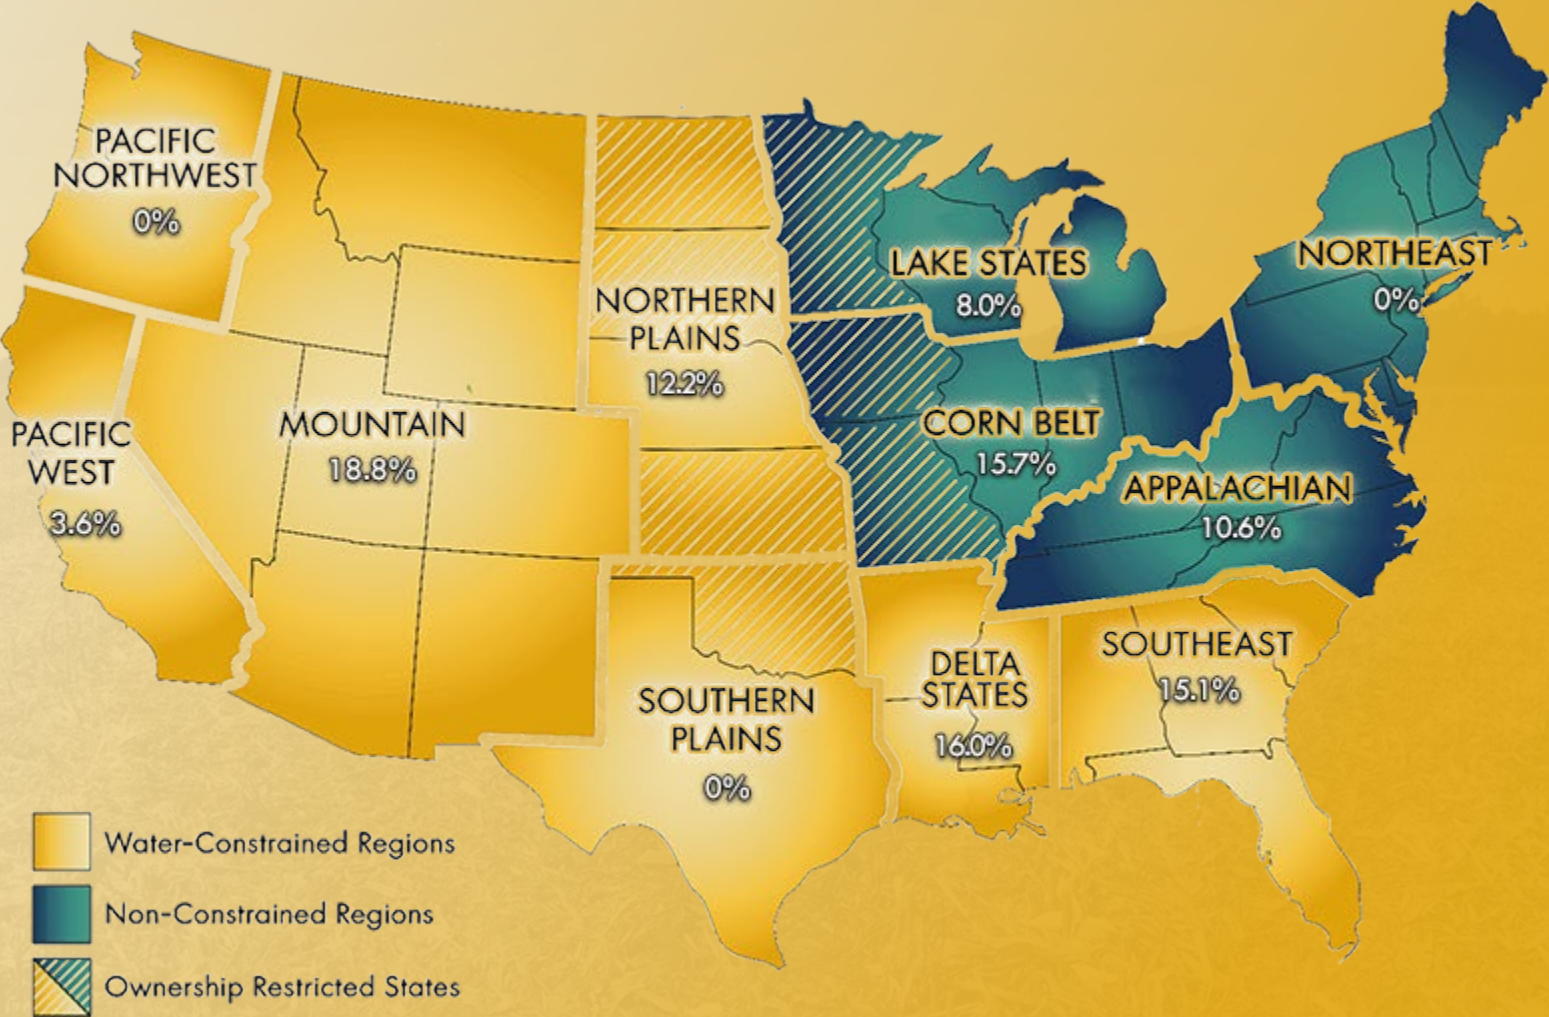 PACIFIC
NORTHWEST
0%
PACIFIC
WEST
3.6%
MOUNTAIN
18.8%
NORTHERN
PLAINS
12.2%
SOUTHERN
PLAINS
0%
LAKE STATES
8.0%
CORN BELT
15.7%
DELTA
STATES
16.0%
NORTHEAST
0%
APPALACHIAN
10.6%
SOUTHEAST
15.1%
Water-Constrained Regions
Non-Constrained Regions
Ownership Restricted States